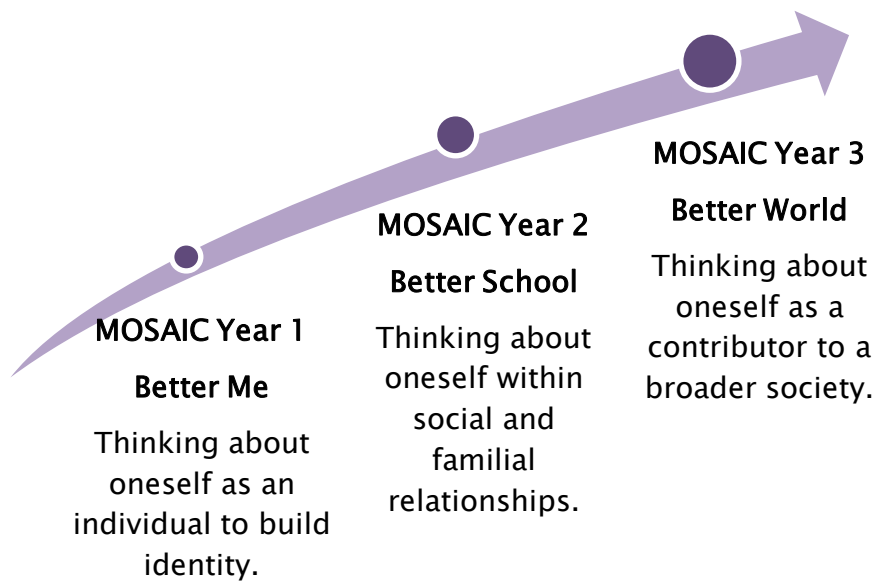 MOSAIC Year 1
Better Me
Thinking about
oneself as an
individual to build
identity.
MOSAIC Year 2
Better School
Thinking about
oneself within
social and
familial
relationships.
MOSAIC Year 3
Better World
Thinking about
oneself as a
contributor to a
broader society.